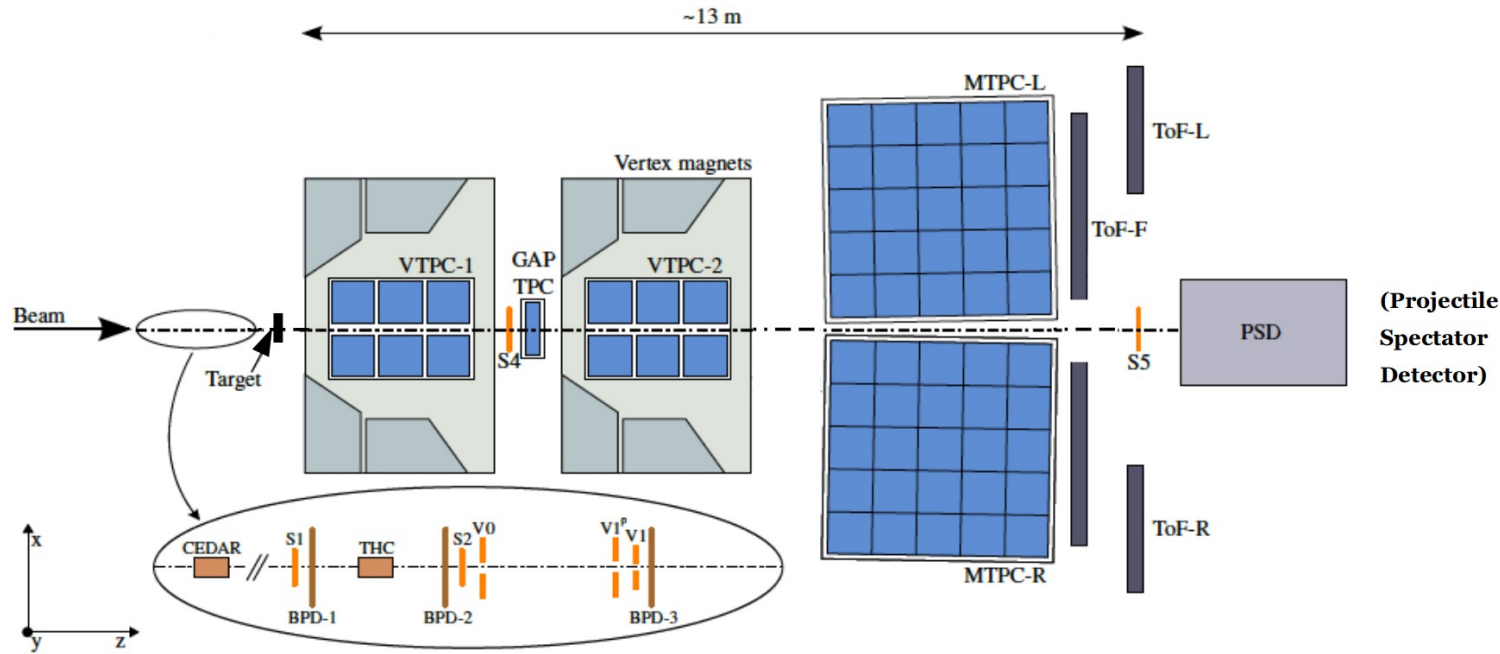 ~13 m
MTPC-L
ToF-L
Vertex magnets
ToF-F
VTPC-1
GAP
TPC
VTPC-2
Beam
S4
Target
S5
PSD
(Projectile
Spectator
Detector)
MTPC-R
ToF-R
x
y
z
CEDAR
S1
BPD-1
THC
BPD-2
S2
V0
V1p
V1
BPD-3